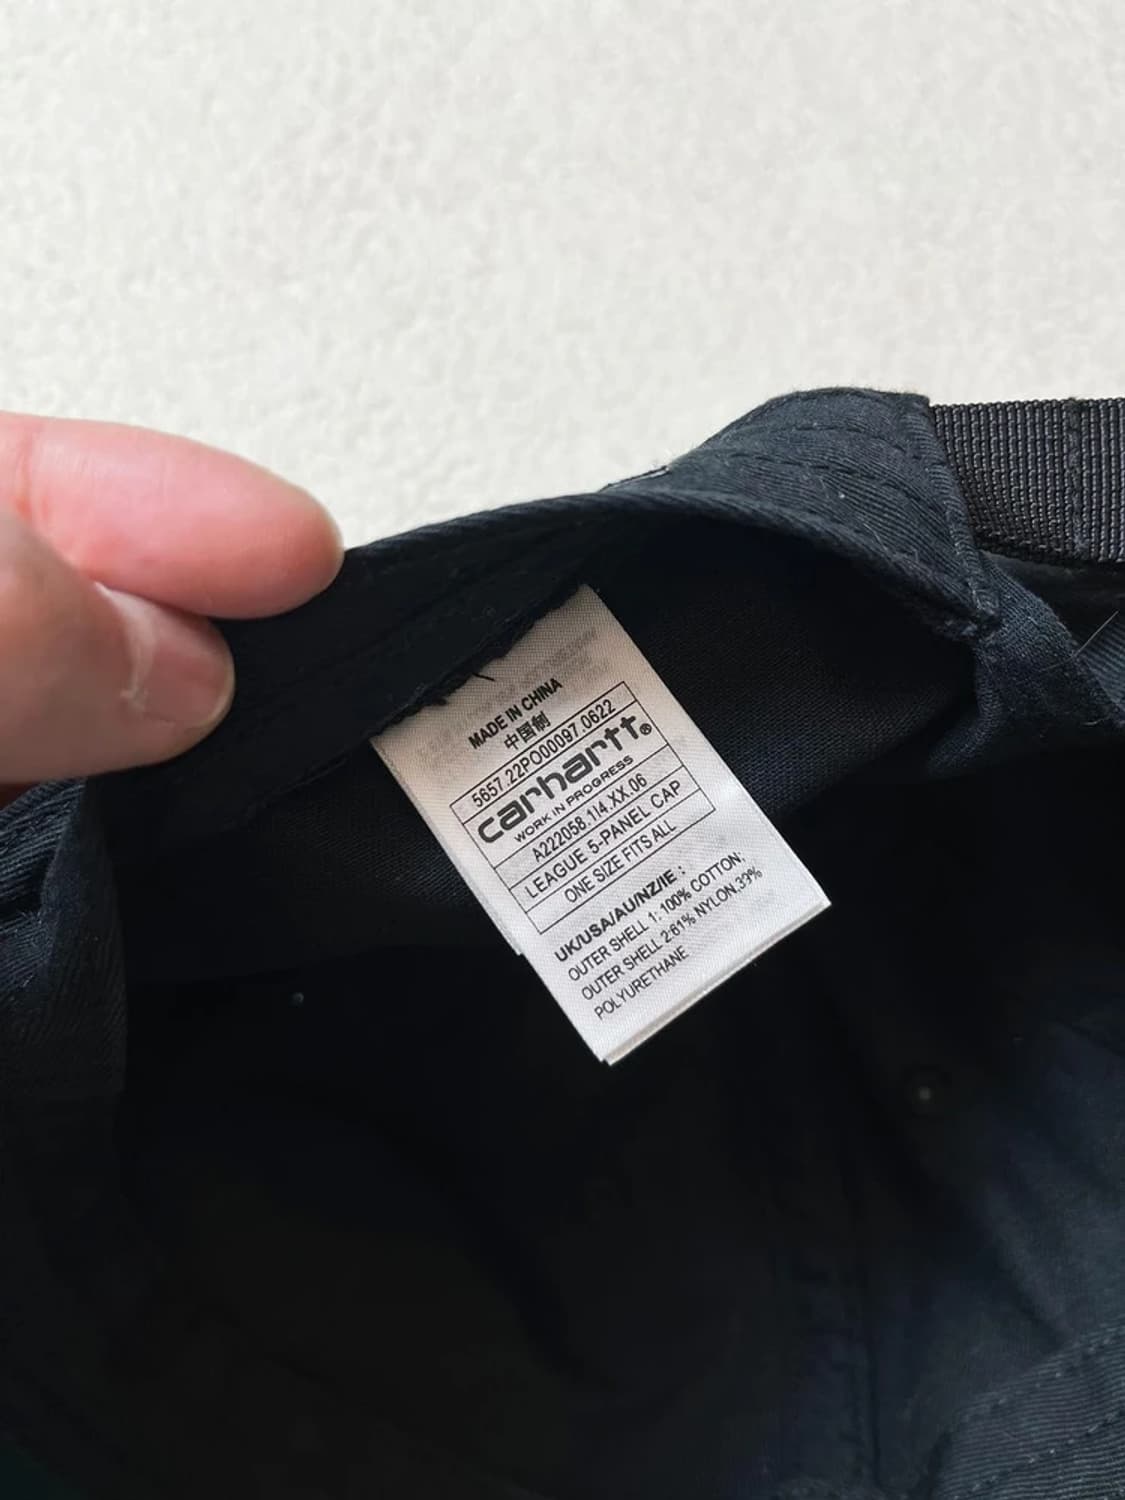 MADE IN CHINA
中国制
5657.22PO00097.0622
carhartt®
WORK IN PROGRESS
A222058.1I4.XX.06
LEAGUE 5-PANEL CAP
ONE SIZE FITS ALL
UK/USA/AU/NZ/IE :
OUTER SHELL 1: 100% COTTON;
OUTER SHELL 2:61% NYLON,39%
POLYURETHANE